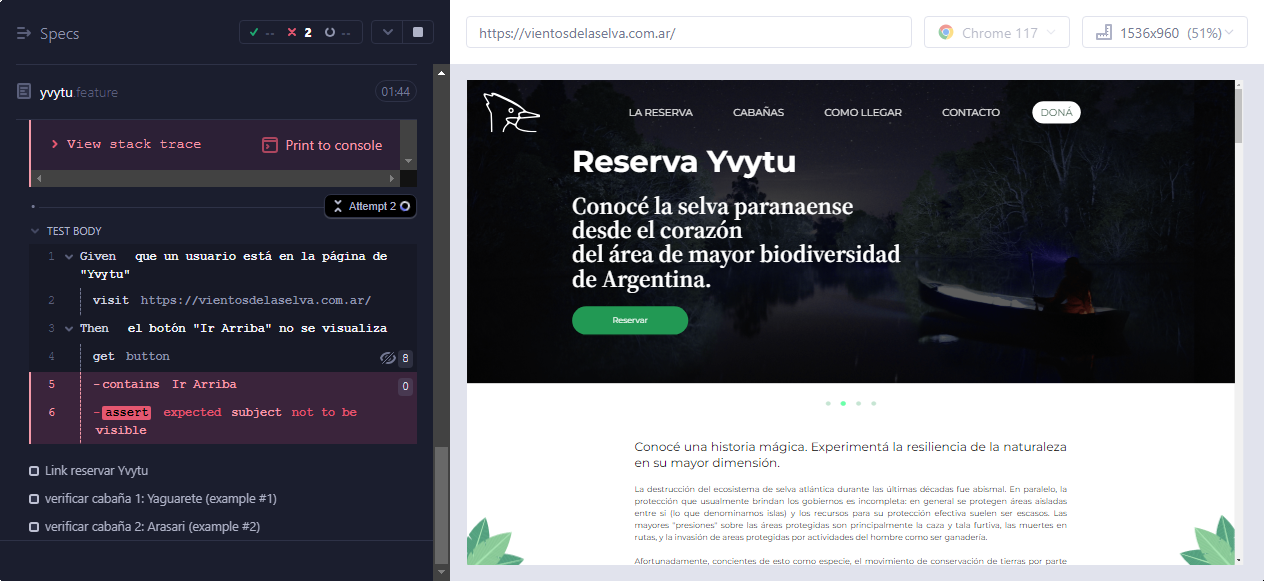 Specs
-- 2 --
https://vientosdelaselva.com.ar/
Chrome 117
1536x960 (51%)
yvytu.feature
01:44
View stack trace
Print to console
Attempt 2
TEST BODY
1 Given que un usuario está en la página de
"Yvytu"
2 visit https://vientosdelaselva.com.ar/
3 Then el botón "Ir Arriba" no se visualiza
4 get button 8
5 -contains Ir Arriba 0
6 -assert expected subject not to be
visible
Link reservar Yvytu
verificar cabaña 1: Yaguarete (example #1)
verificar cabaña 2: Arasari (example #2)
LA RESERVA CABAÑAS COMO LLEGAR CONTACTO DONÁ
Reserva Yvytu
Conocé la selva paranaense
desde el corazón
del área de mayor biodiversidad
de Argentina.
Reservar
Conocé una historia mágica. Experimentá la resiliencia de la naturaleza
en su mayor dimensión.
La destrucción del ecosistema de selva atlántica durante las últimas décadas fue abismal. En paralelo, la
protección que usualmente brindan los gobiernos es incompleta: en general se protegen áreas aisladas
entre sí (lo que denominamos islas) y los recursos para su protección efectiva suelen ser escasos. Las
mayores "presiones" sobre las áreas protegidas son principalmente la caza y tala furtiva, las muertes en
rutas, y la invasión de areas protegidas por actividades del hombre como ser ganadería.
Afortunadamente, concientes de esto como especie, el movimiento de conservación de tierras por parte